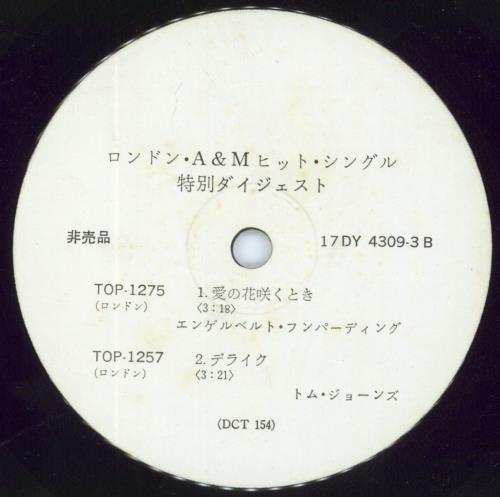 ロンドン・A&Mヒット・シングル
特別ダイジェスト
非売品 17DY 4309-3B
TOP-1275 1. 愛の花咲くとき
(ロンドン) 〈3:18〉
エンゲルベルト・フンパーディング
TOP-1257 2. デライク
(ロンドン) 〈3:21〉
トム・ジョーンズ
(DCT 154)